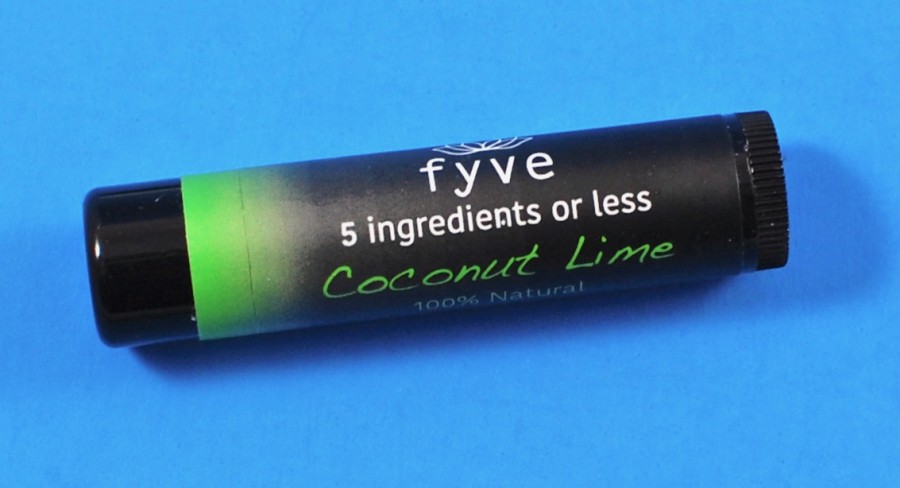 fyve
5 ingredients or less
Coconut Lime
100% Natural